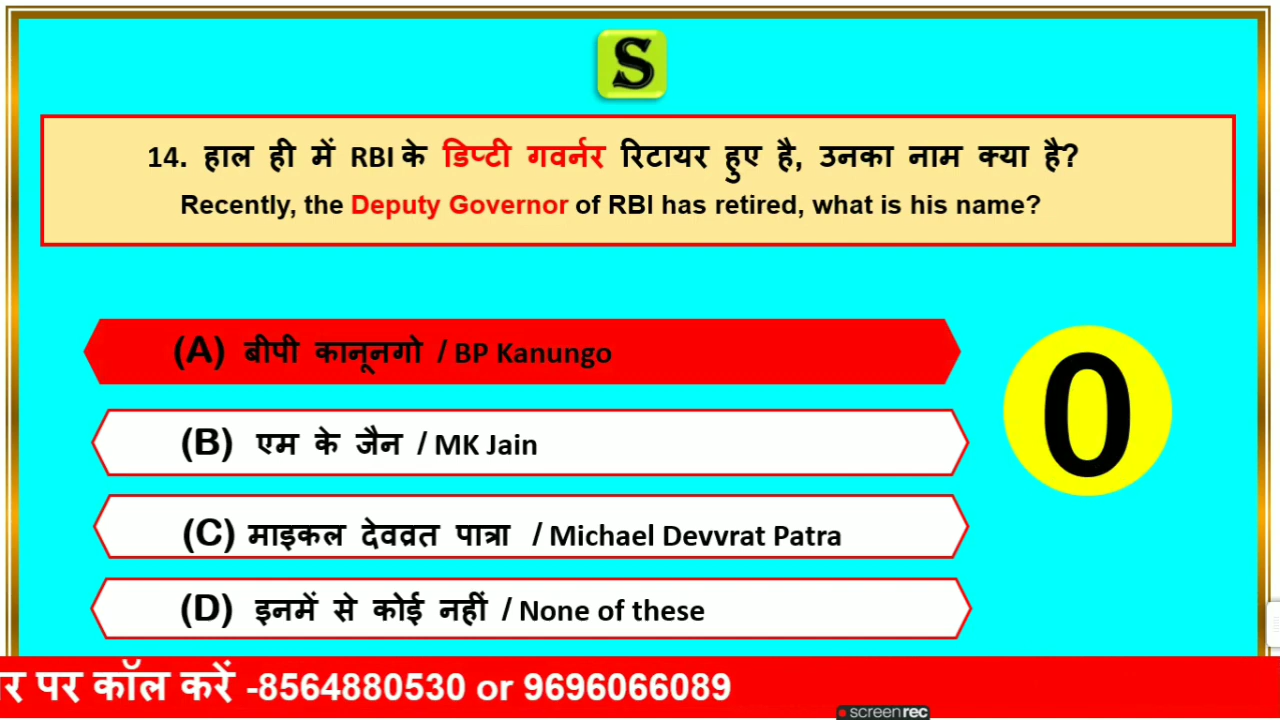 S
14. हाल ही में RBI के डिप्टी गवर्नर रिटायर हुए है, उनका नाम क्या है?
Recently, the Deputy Governor of RBI has retired, what is his name?
(A) बीपी कानूनगो / BP Kanungo
0
(B) एम के जैन / MK Jain
(C) माइकल देवव्रत पात्रा / Michael Devvrat Patra
(D) इनमें से कोई नहीं / None of these
र पर कॉल करें -8564880530 or 9696066089
screenrec